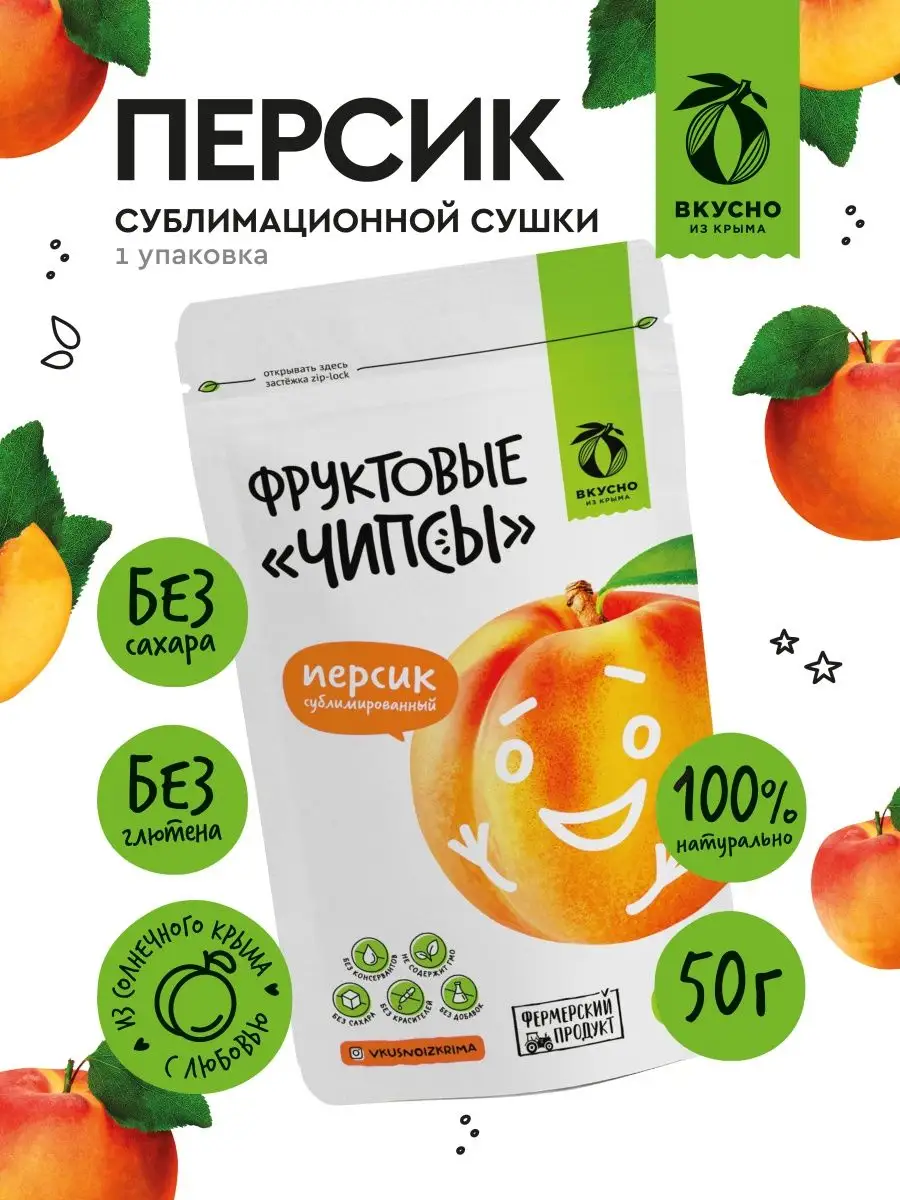 ПЕРСИК
СУБЛИМАЦИОННОЙ СУШКИ
1 упаковка
ВКУСНО
ИЗ КРЫМА
открывать здесь
застёжка zip-lock
ФРУКТОВЫЕ
«ЧИПСЫ»
ВКУСНО
ИЗ КРЫМА
персик
сублимированный
БЕЗ
сахара
БЕЗ
глютена
100%
натурально
ИЗ СОЛНЕЧНОГО КРЫМА
С ЛЮБОВЬЮ
50г
БЕЗ КОНСЕРВАНТОВ
НЕ СОДЕРЖИТ ГМО
БЕЗ САХАРА
БЕЗ КРАСИТЕЛЕЙ
БЕЗ ДОБАВОК
ФЕРМЕРСКИЙ
ПРОДУКТ
VKUSNOIZKRIMA